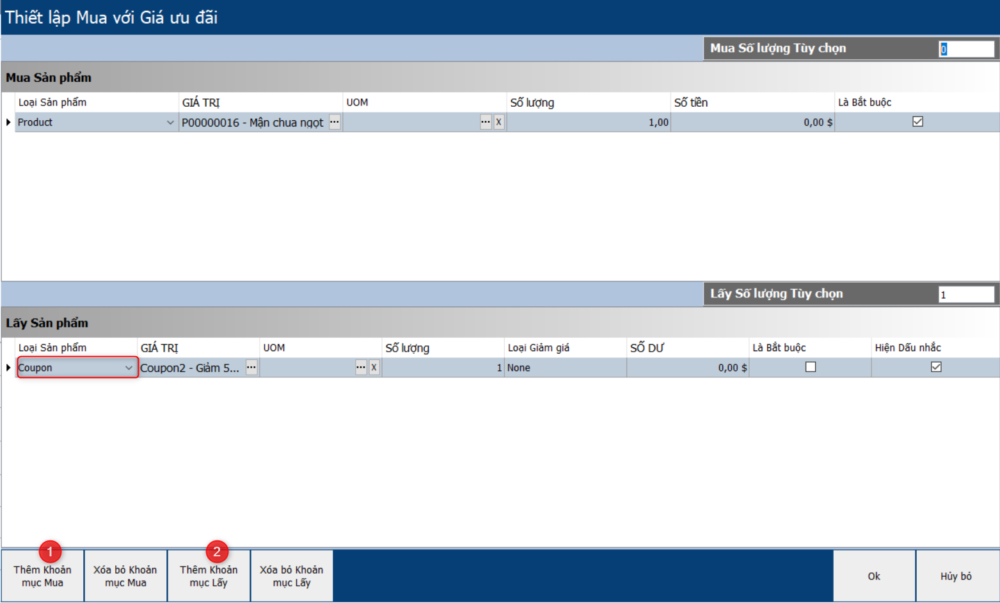 Thiết lập Mua với Giá ưu đãi
Mua Số lượng Tùy chọn 0
Mua Sản phẩm
Loại Sản phẩm GIÁ TRỊ UOM Số lượng Số tiền Là Bắt buộc
Product P00000016 - Mận chua ngọt ... ... X 1,00 0,00 $
Lấy Số lượng Tùy chọn 1
Lấy Sản phẩm
Loại Sản phẩm GIÁ TRỊ UOM Số lượng Loại Giảm giá SỐ DƯ Là Bắt buộc Hiện Dấu nhắc
Coupon Coupon2 - Giảm 5... ... ... X 1 None 0,00 $
1 2
Thêm Khoản Xóa bỏ Khoản Thêm Khoản Xóa bỏ Khoản
mục Mua mục Mua mục Lấy mục Lấy
Ok Hủy bỏ